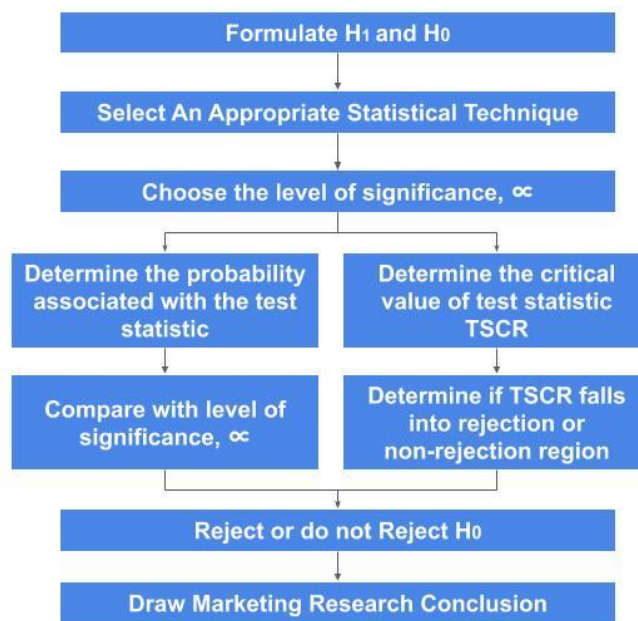 Formulate H1 and H0
Select An Appropriate Statistical Technique
Choose the level of significance, ∝
Determine the probability
associated with the test
statistic
Determine the critical
value of test statistic
TSCR
Compare with level of
significance, ∝
Determine if TSCR falls
into rejection or
non-rejection region
Reject or do not Reject H0
Draw Marketing Research Conclusion